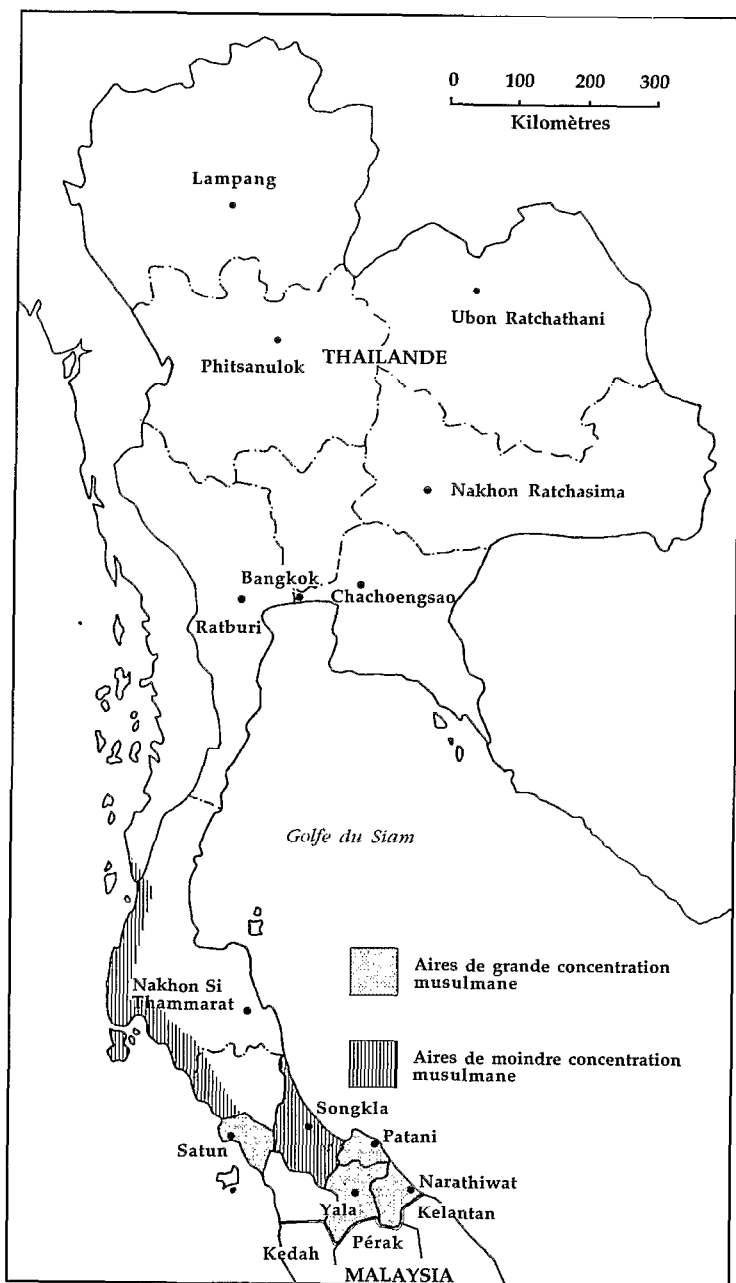 0 100 200 300
Kilomètres
Lampang
Ubon Ratchathani
Phitsanulok
THAILANDE
Nakhon Ratchasima
Bangkok
Chachoengsao
Ratburi
Golfe du Siam
Aires de grande concentration
musulmane
Nakhon Si
Thammarat
Aires de moindre concentration
musulmane
Songkla
Satun
Patani
Narathiwat
Yala
Kelantan
Kedah
Pérak
MALAYSIA